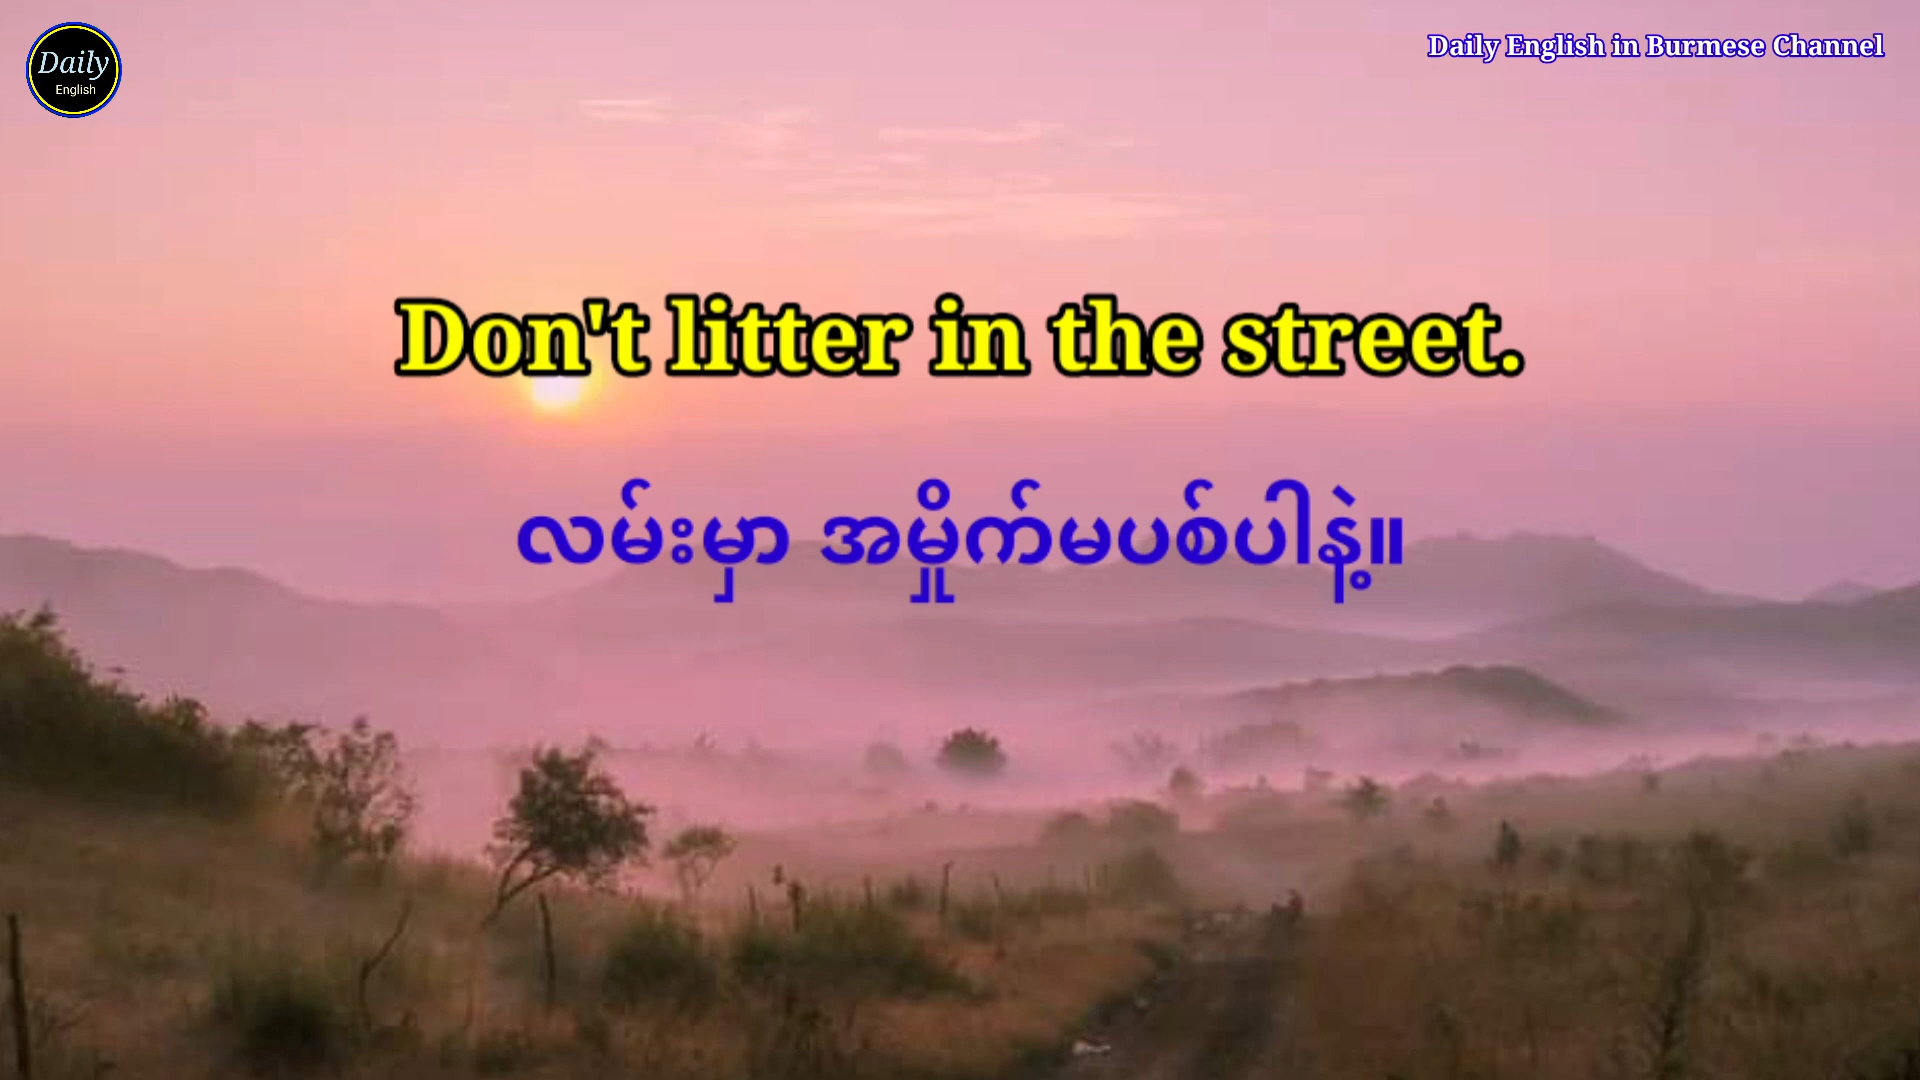 Daily
English
Daily English in Burmese Channel
Don't litter in the street.
လမ်းမှာ အမှိုက်မပစ်ပါနဲ့။